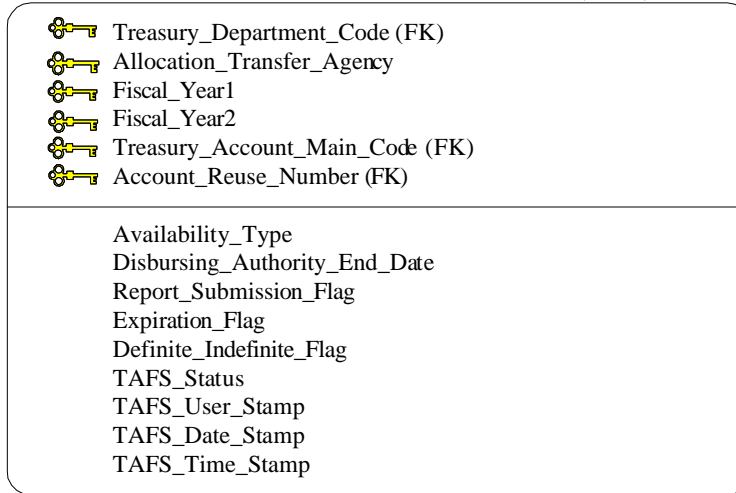 Treasury_Department_Code (FK)
Allocation_Transfer_Agency
Fiscal_Year1
Fiscal_Year2
Treasury_Account_Main_Code (FK)
Account_Reuse_Number (FK)
Availability_Type
Disbursing_Authority_End_Date
Report_Submission_Flag
Expiration_Flag
Definite_Indefinite_Flag
TAFS_Status
TAFS_User_Stamp
TAFS_Date_Stamp
TAFS_Time_Stamp